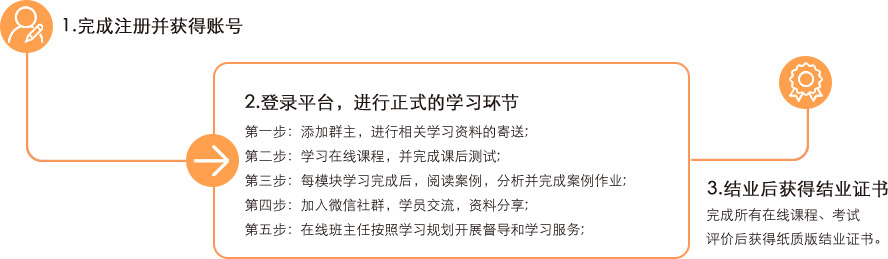 1.完成注册并获得账号
2.登录平台，进行正式的学习环节
第一步：添加群主，进行相关学习资料的寄送；
第二步：学习在线课程，并完成课后测试；
第三步：每模块学习完成后，阅读案例，分析并完成案例作业；
第四步：加入微信社群，学员交流，资料分享；
第五步：在线班主任按照学习规划开展督导和学习服务；
3.结业后获得结业证书
完成所有在线课程、考试
评价后获得纸质版结业证书。